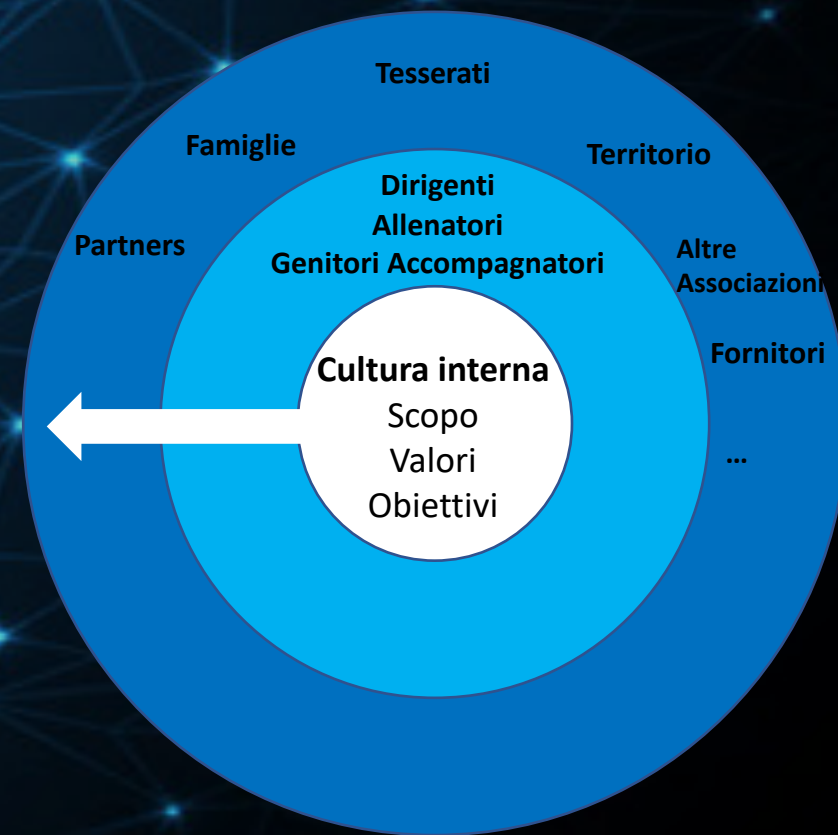 Tesserati
Famiglie
Territorio
Partners
Altre
Associazioni
Fornitori
...
Dirigenti
Allenatori
Genitori Accompagnatori
Cultura interna
Scopo
Valori
Obiettivi